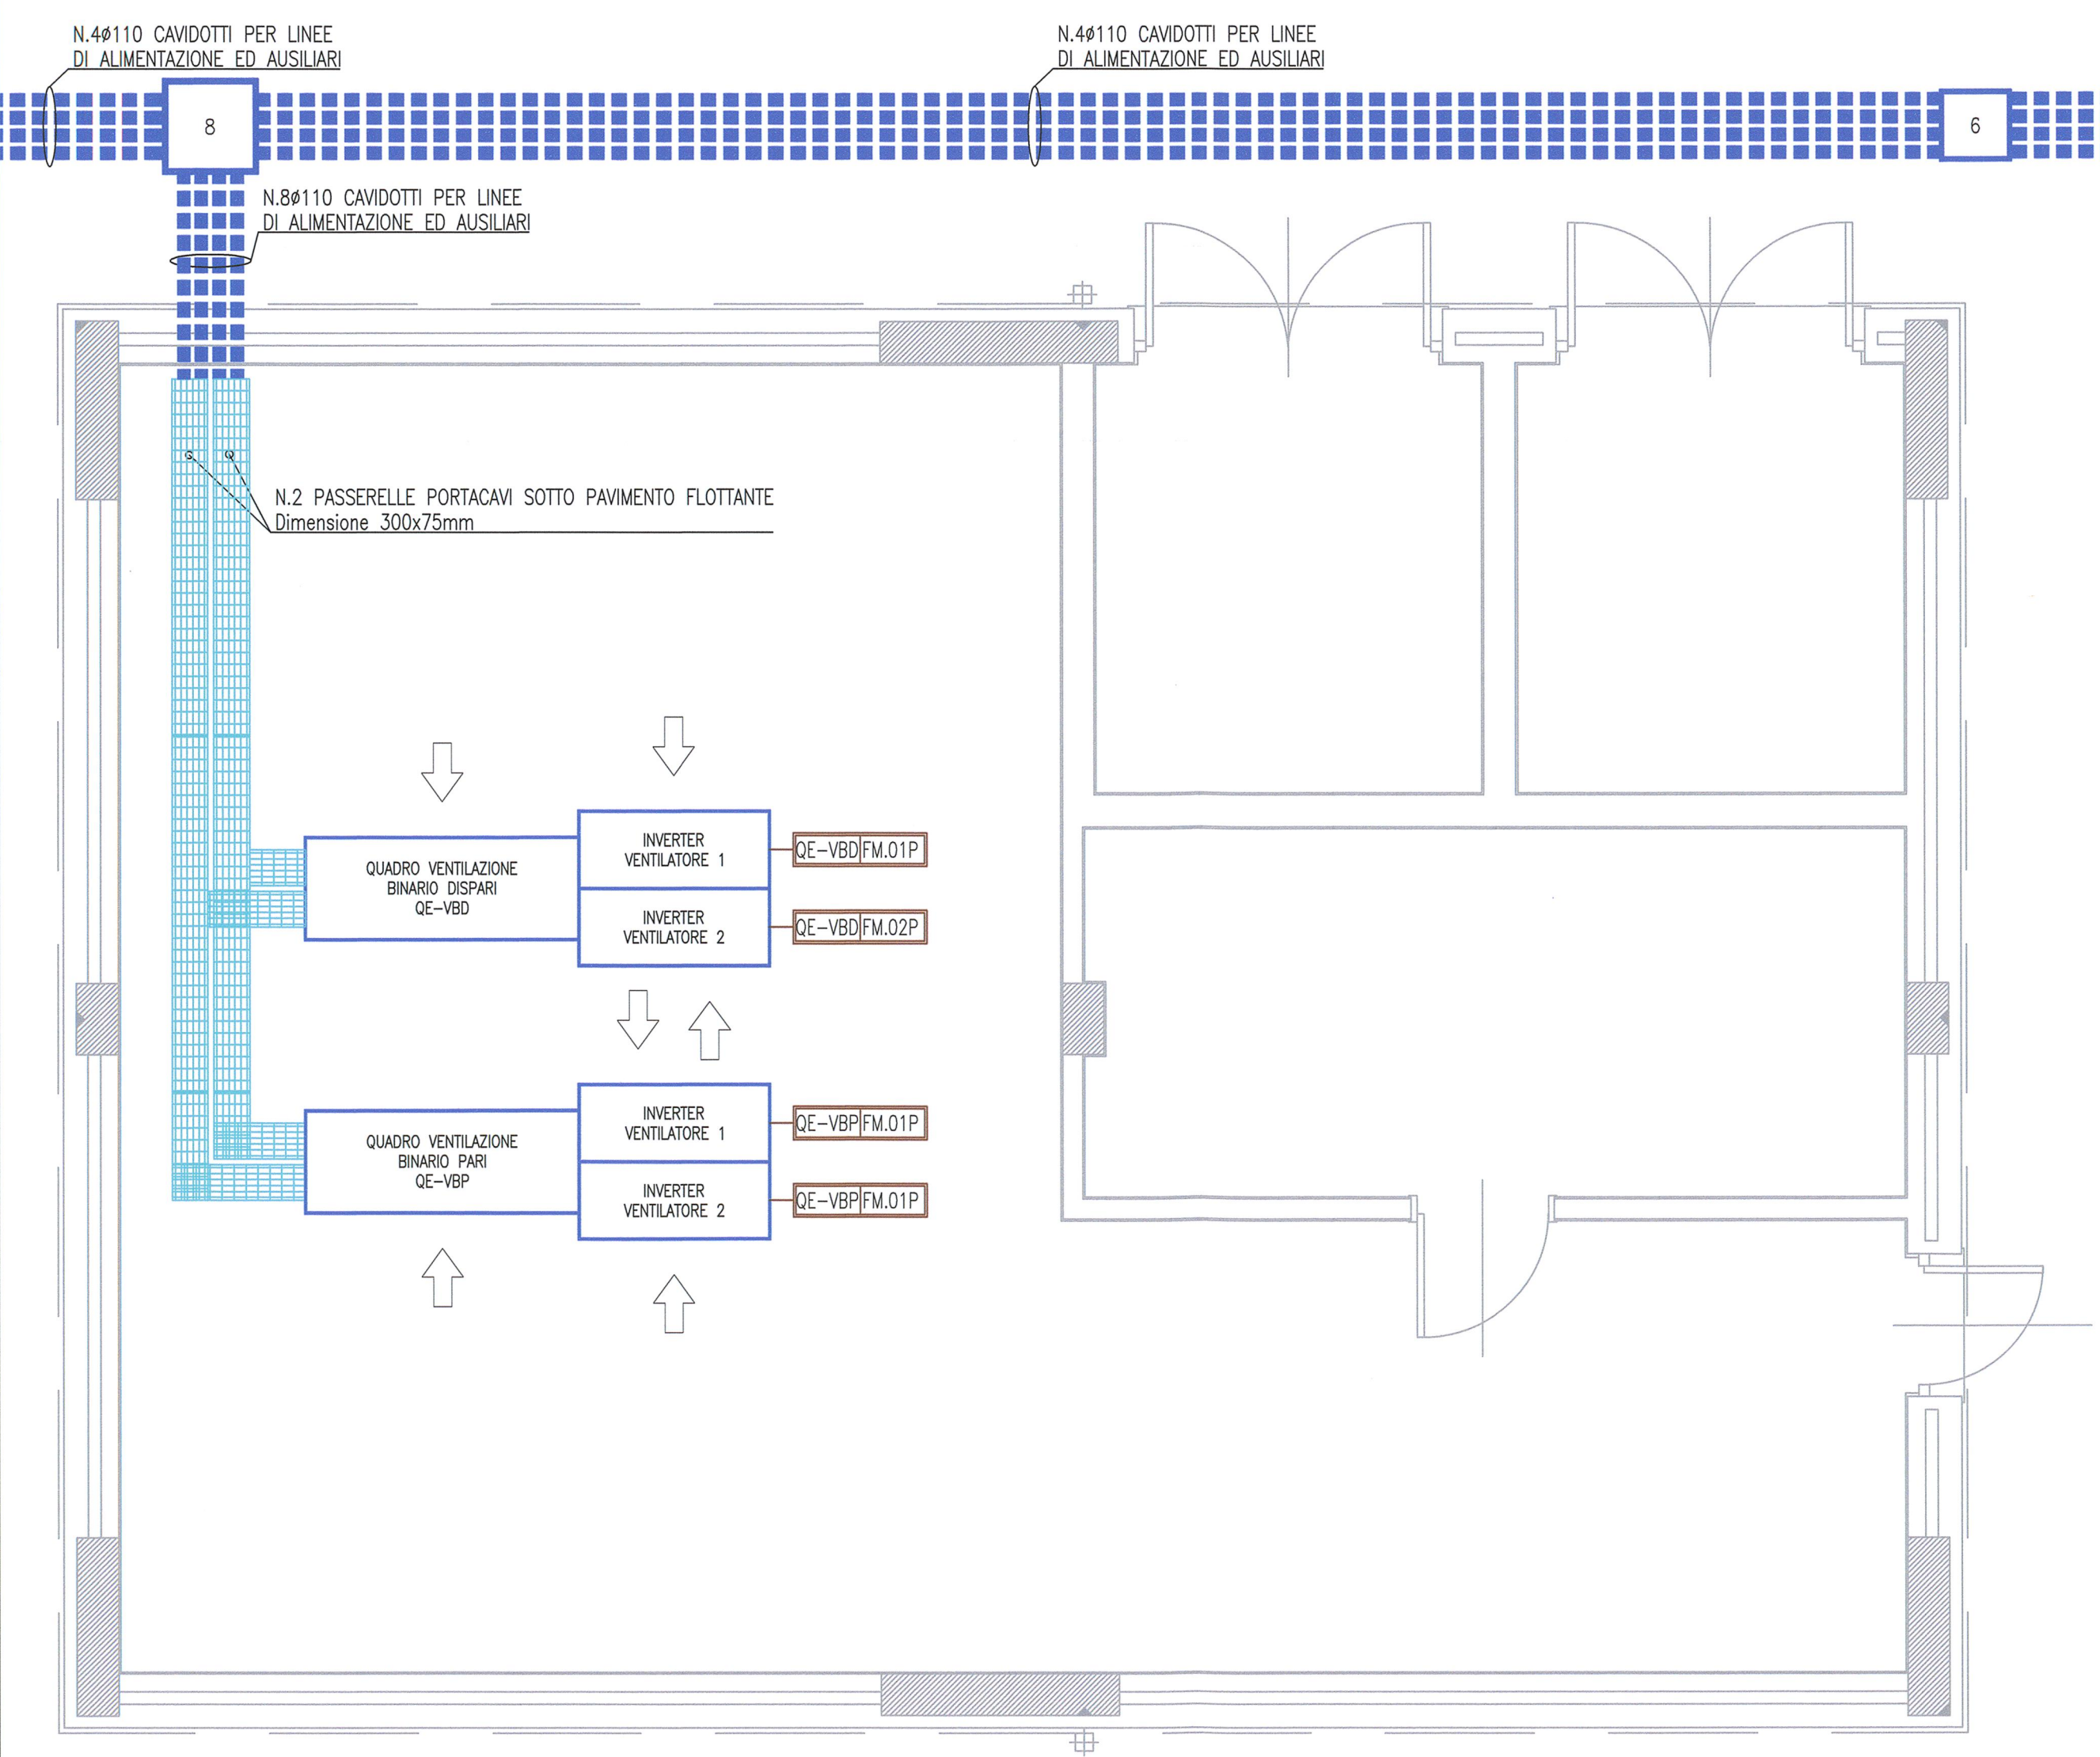 N.4ø110 CAVIDOTTI PER LINEE
DI ALIMENTAZIONE ED AUSILIARI
N.4ø110 CAVIDOTTI PER LINEE
DI ALIMENTAZIONE ED AUSILIARI
8
6
N.8ø110 CAVIDOTTI PER LINEE
DI ALIMENTAZIONE ED AUSILIARI
N.2 PASSERELLE PORTACAVI SOTTO PAVIMENTO FLOTTANTE
Dimensione 300x75mm
QUADRO VENTILAZIONE
BINARIO DISPARI
QE-VBD
INVERTER
VENTILATORE 1
QE-VBD FM.01P
INVERTER
VENTILATORE 2
QE-VBD FM.02P
QUADRO VENTILAZIONE
BINARIO PARI
QE-VBP
INVERTER
VENTILATORE 1
QE-VBP FM.01P
INVERTER
VENTILATORE 2
QE-VBP FM.01P